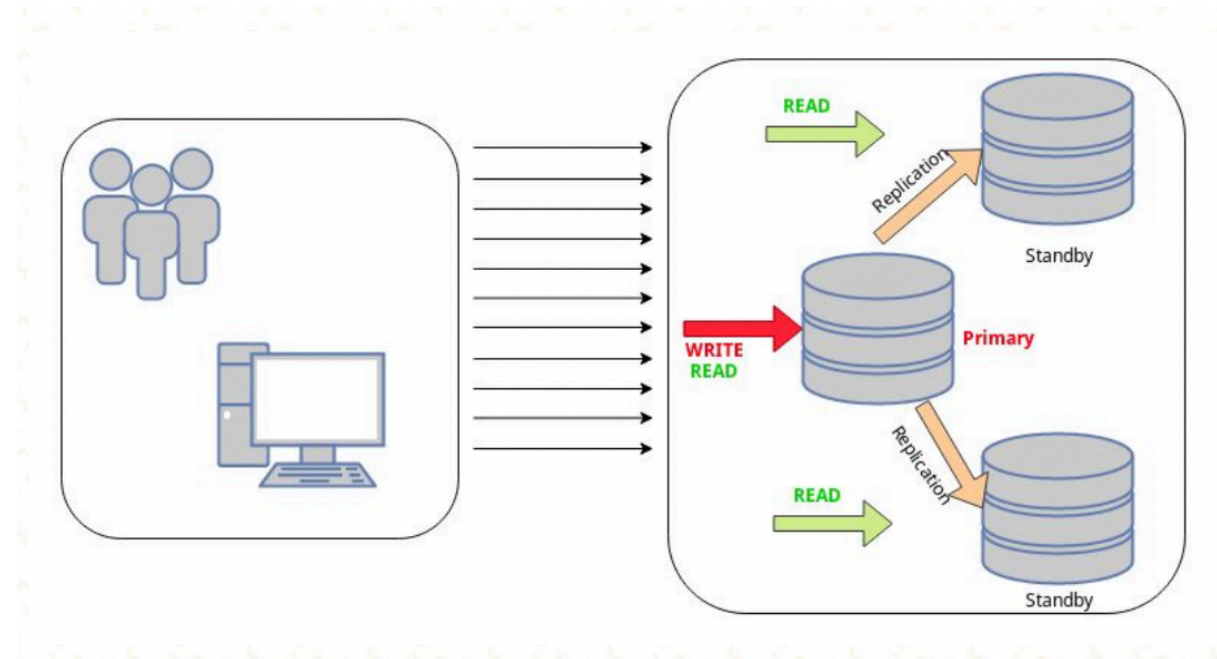 READ
Replication
Standby
WRITE
READ
Primary
Replication
READ
Standby